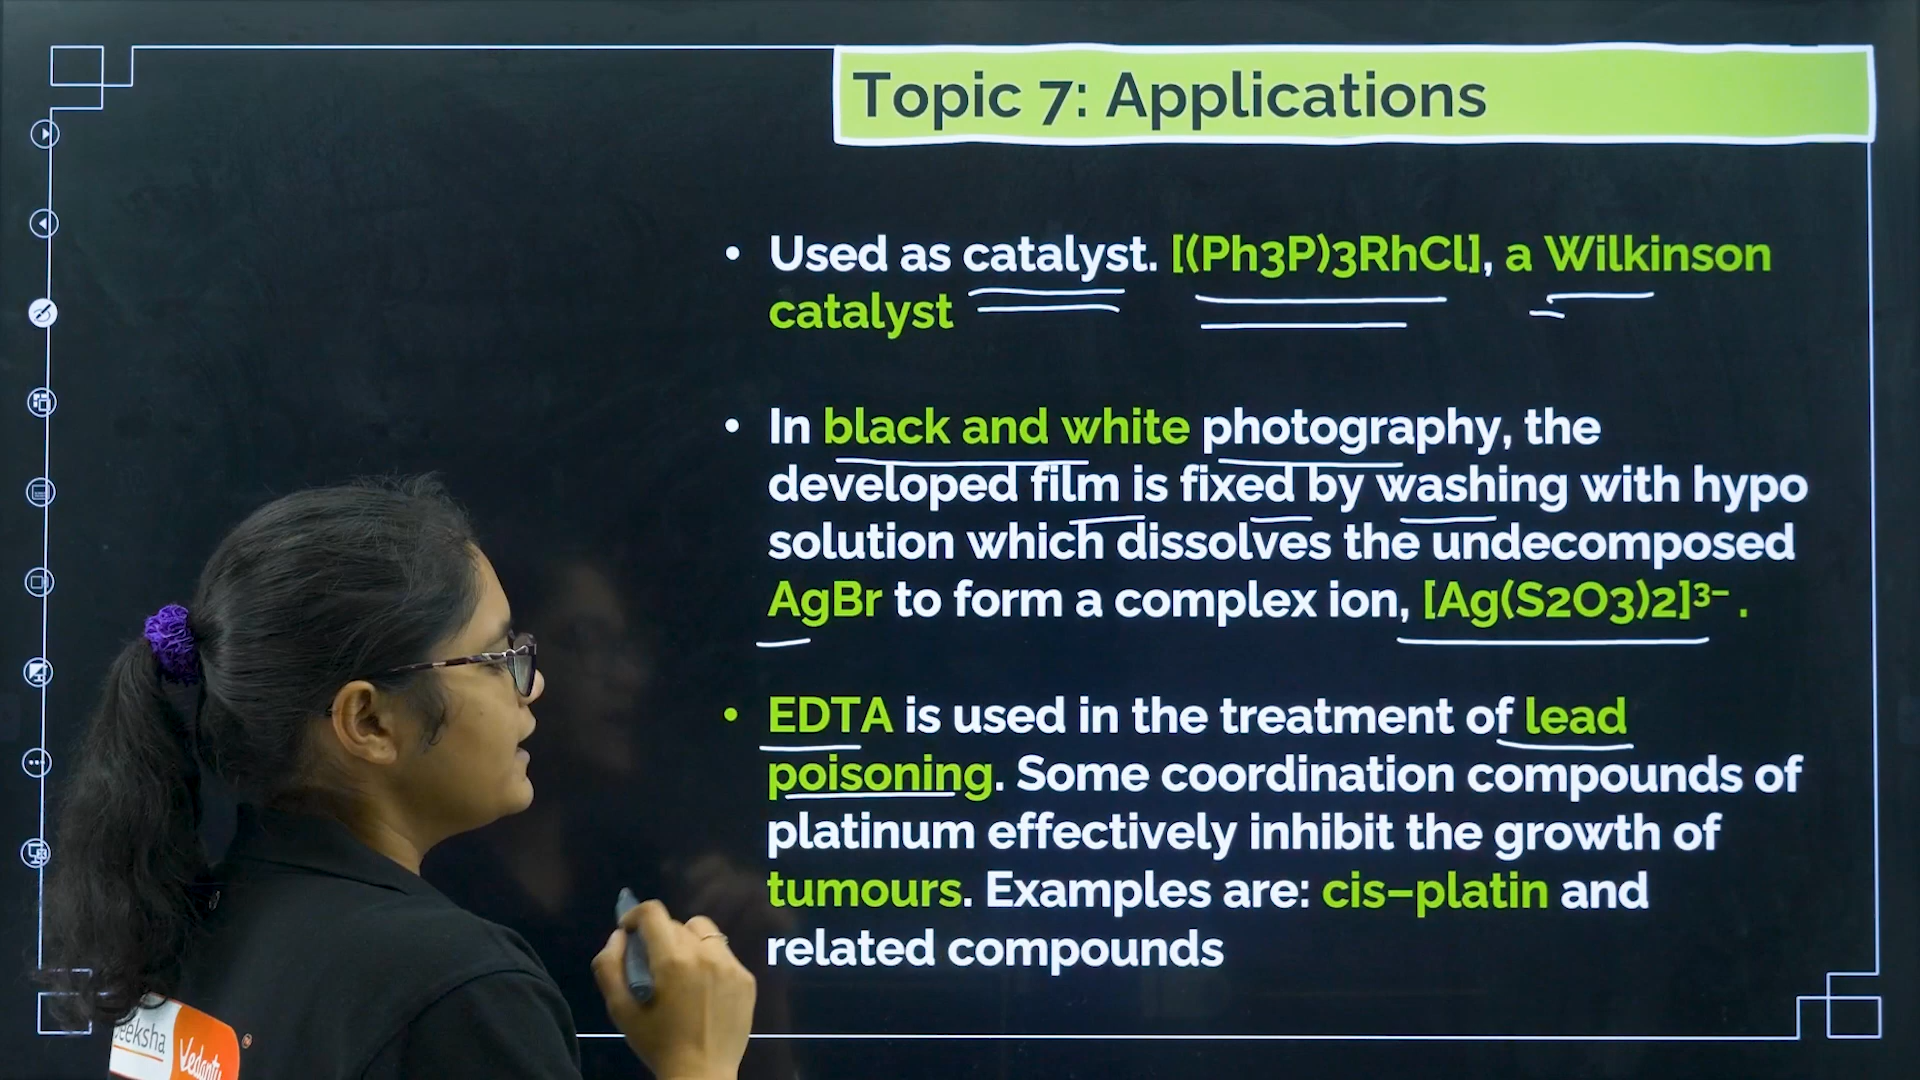 Topic 7: Applications
• Used as catalyst. [(Ph3P)3RhCl], a Wilkinson
catalyst
• In black and white photography, the
developed film is fixed by washing with hypo
solution which dissolves the undecomposed
AgBr to form a complex ion, [Ag(S2O3)2]³⁻ .
• EDTA is used in the treatment of lead
poisoning. Some coordination compounds of
platinum effectively inhibit the growth of
tumours. Examples are: cis–platin and
related compounds
eeksha
Vedantu